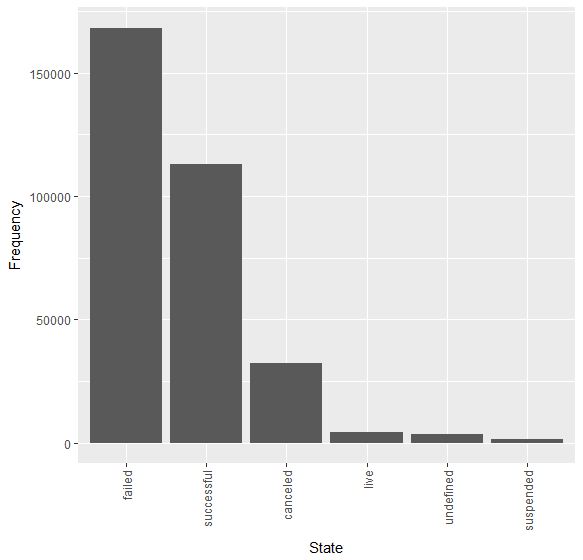 150000
100000
50000
0
Frequency
failed
successful
canceled
live
undefined
suspended
State